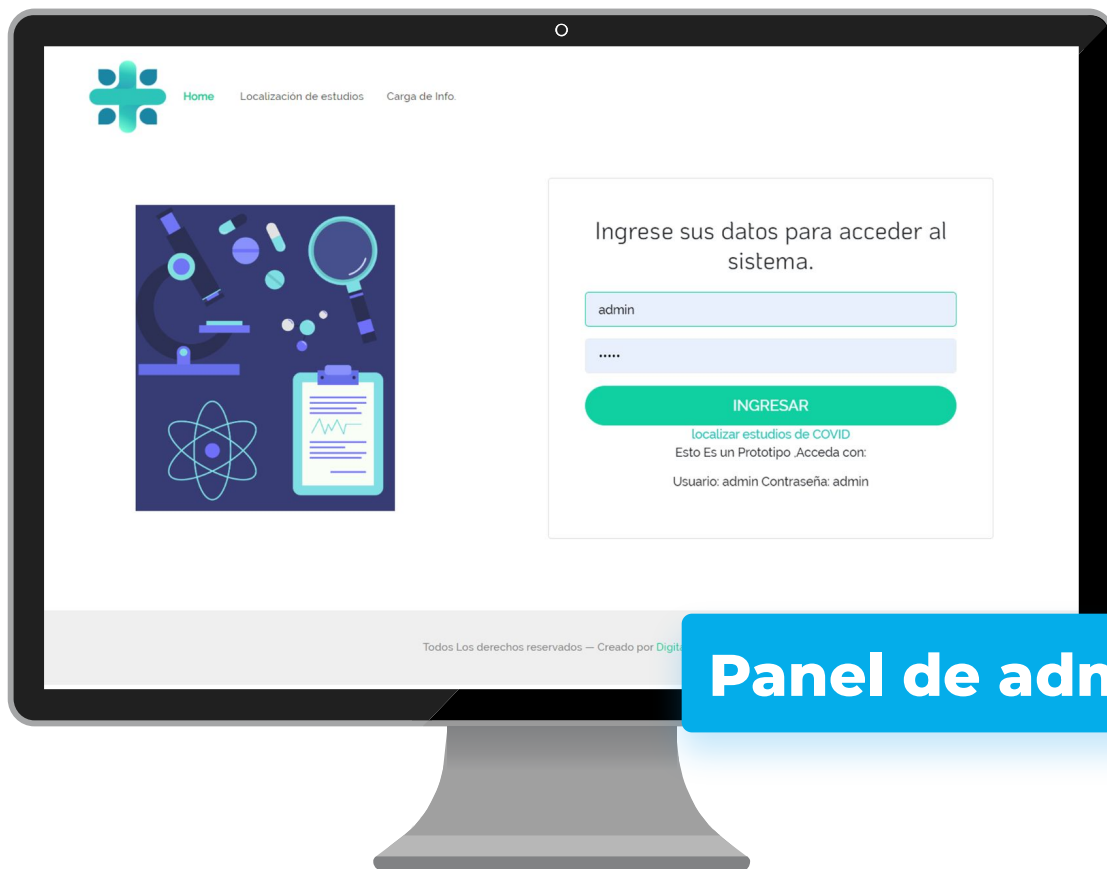 Home Localización de estudios Carga de Info.
Ingrese sus datos para acceder al
sistema.
admin
•••••
INGRESAR
localizar estudios de COVID
Esto Es un Prototipo .Acceda con:
Usuario: admin Contraseña: admin
Todos Los derechos reservados — Creado por
Panel de